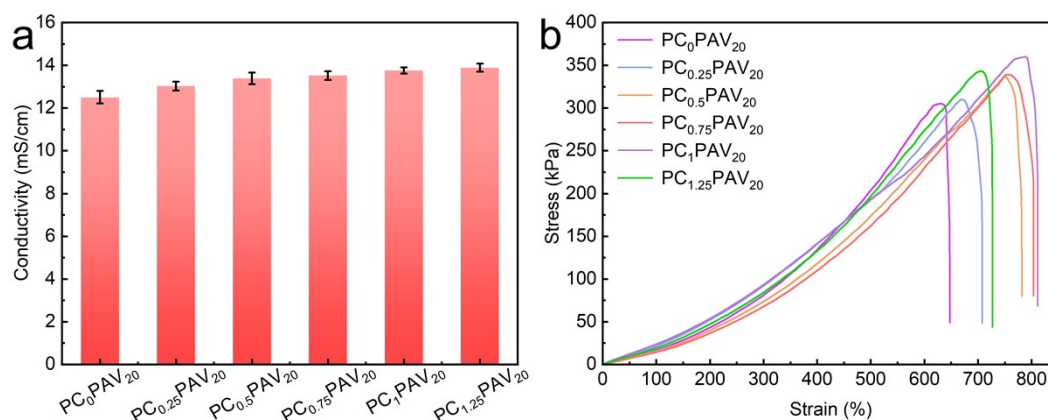 a
16
14
12
10
8
6
4
2
0
Conductivity (mS/cm)
PC₀PAV₂₀
PC₀.₂₅PAV₂₀
PC₀.₅PAV₂₀
PC₀.₇₅PAV₂₀
PC₁PAV₂₀
PC₁.₂₅PAV₂₀
b
400
350
300
250
200
150
100
50
0
Stress (kPa)
PC₀PAV₂₀
PC₀.₂₅PAV₂₀
PC₀.₅PAV₂₀
PC₀.₇₅PAV₂₀
PC₁PAV₂₀
PC₁.₂₅PAV₂₀
0 100 200 300 400 500 600 700 800
Strain (%)